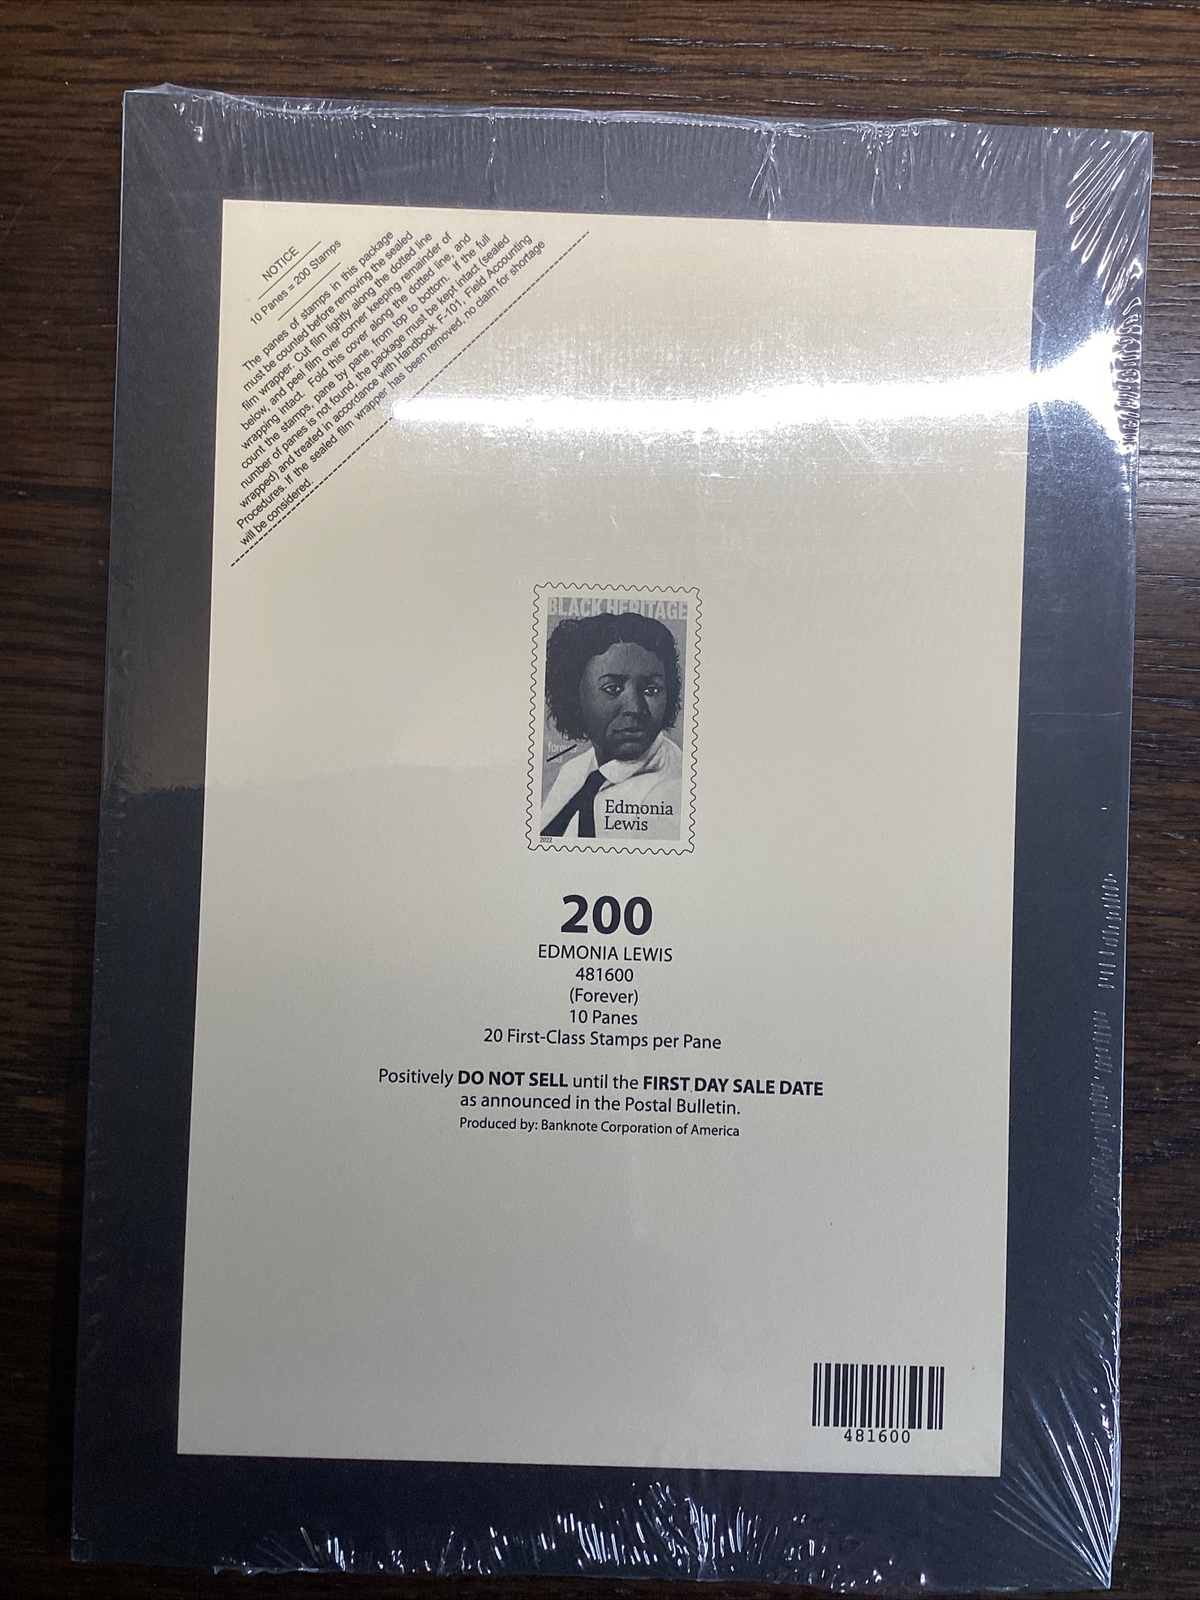 NOTICE
10 Panes = 200 Stamps
The panes of stamps in this package
must be counted before removing the sealed
film wrapper. Cut film lightly along the dotted line
below, and peel film over corner keeping remainder of
wrapping intact. Fold this cover along the dotted line, and
count the stamps, pane by pane, from top to bottom. If the full
number of panes is not found, the package must be kept intact (sealed
wrapped) and treated in accordance with Handbook F-101, Field Accounting
Procedures. If the sealed film wrapper has been removed, no claim for shortage
will be considered.
BLACK HERITAGE
forever
Edmonia
Lewis
2022
200
EDMONIA LEWIS
481600
(Forever)
10 Panes
20 First-Class Stamps per Pane
Positively DO NOT SELL until the FIRST DAY SALE DATE
as announced in the Postal Bulletin.
Produced by: Banknote Corporation of America
481600